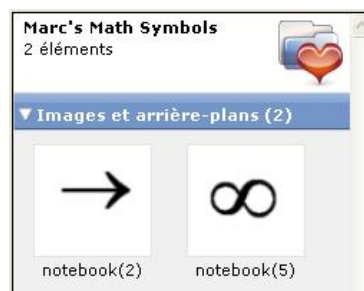 Marc's Math Symbols
2 éléments
Images et arrière-plans (2)
→ ∞
notebook(2) notebook(5)